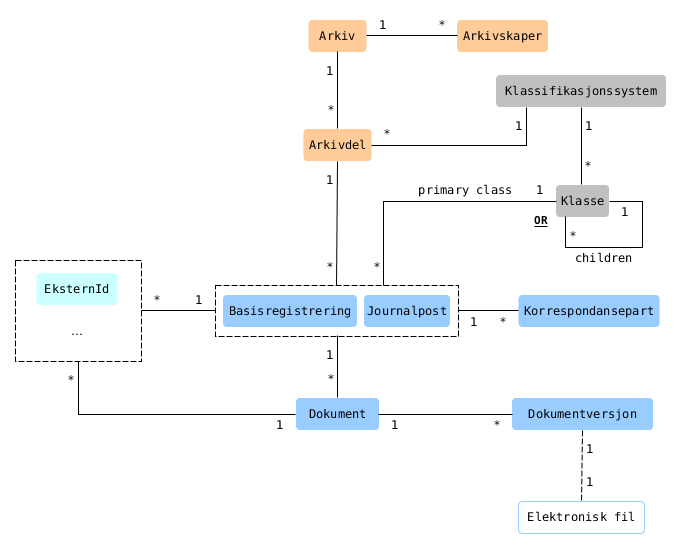 1 *
Arkiv Arkivskaper
1
Klassifikasjonssystem
*
1 1
*
Arkivdel
*
1
primary class 1 Klasse
1
OR
*
children
* *
EksternId
* 1
Basisregistrering Journalpost Korrespondansepart
1 *
...
1
* *
Dokument Dokumentversjon
1 1 *
1
1
Elektronisk fil